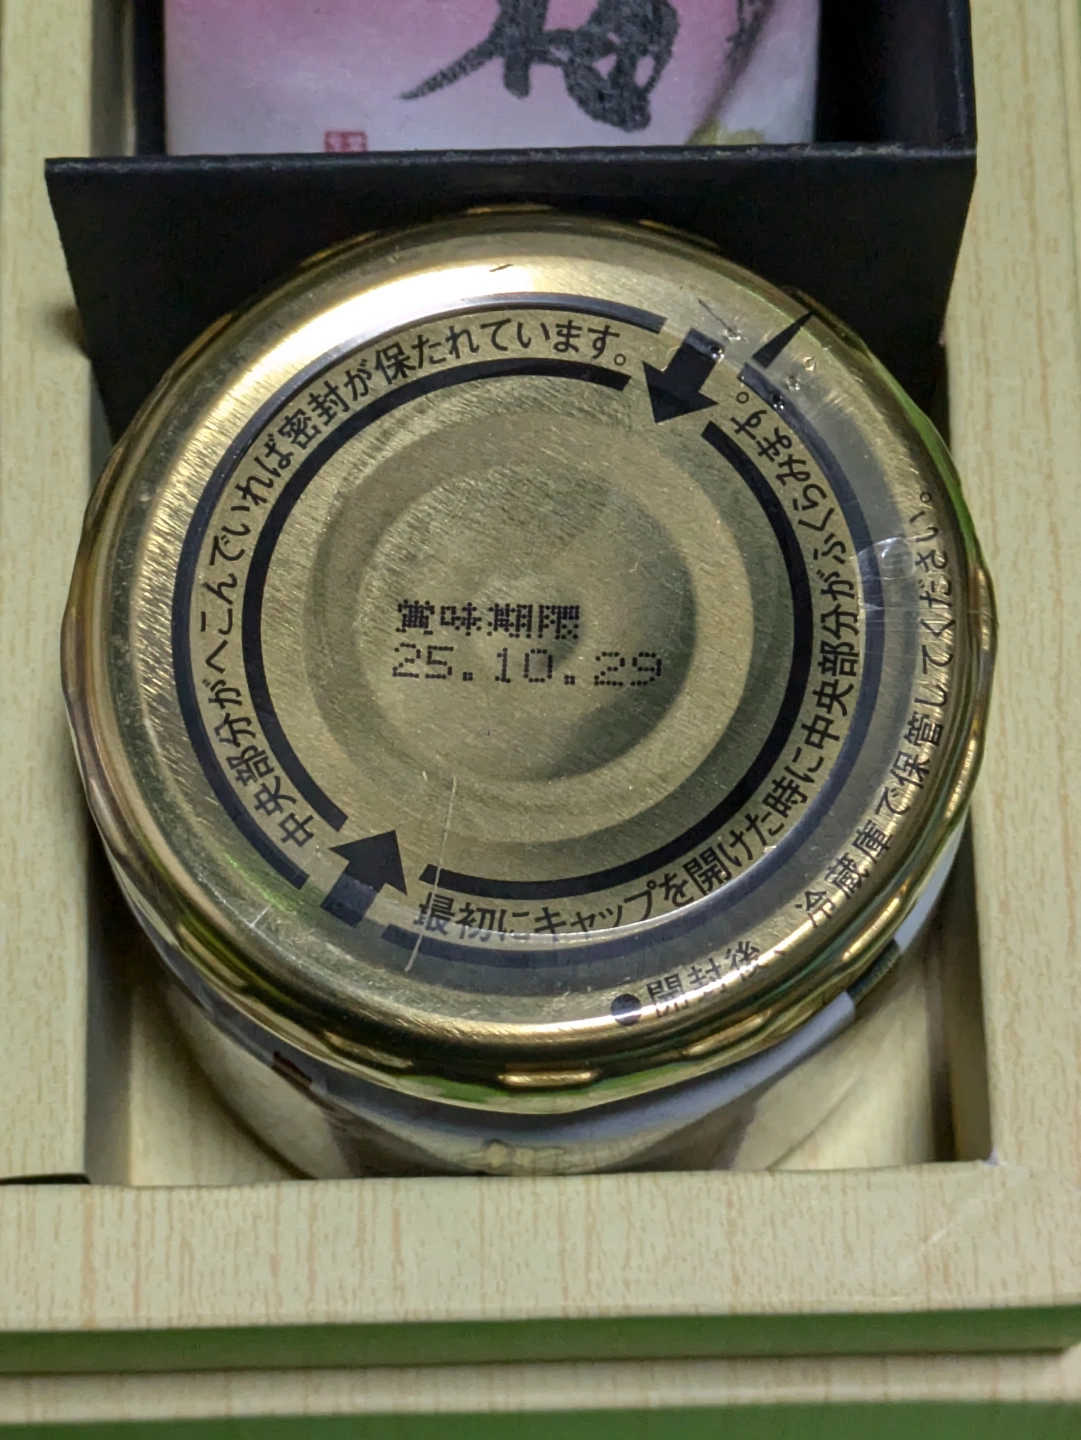 梅
中央部分がへこんでいれば密封が保たれています。
最初にキャップを開けた時に中央部分がふくらみます。
●開封後、冷蔵庫で保管してください。
賞味期限
25.10.29